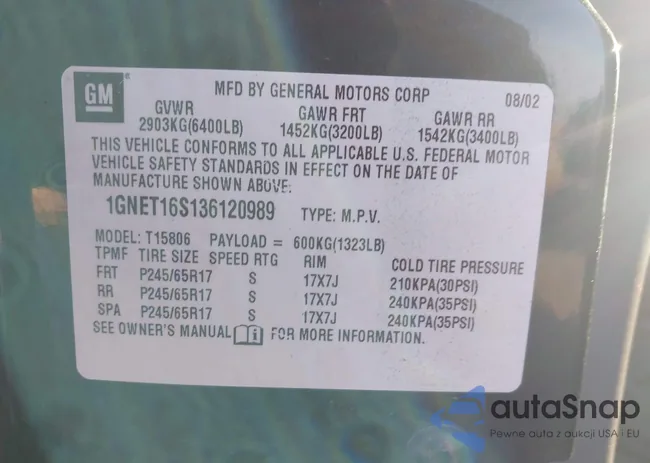 GM
MFD BY GENERAL MOTORS CORP 08/02
GVWR GAWR FRT GAWR RR
2903KG(6400LB) 1452KG(3200LB) 1542KG(3400LB)
THIS VEHICLE CONFORMS TO ALL APPLICABLE U.S. FEDERAL MOTOR
VEHICLE SAFETY STANDARDS IN EFFECT ON THE DATE OF
MANUFACTURE SHOWN ABOVE:
1GNET16S136120989 TYPE: M.P.V.
MODEL: T15806 PAYLOAD = 600KG(1323LB)
TPMF TIRE SIZE SPEED RTG RIM COLD TIRE PRESSURE
FRT P245/65R17 S 17X7J 210KPA(30PSI)
RR P245/65R17 S 17X7J 240KPA(35PSI)
SPA P245/65R17 S 17X7J 240KPA(35PSI)
SEE OWNER'S MANUAL i FOR MORE INFORMATION.
autaSnap
Pewne auta z aukcji USA i EU